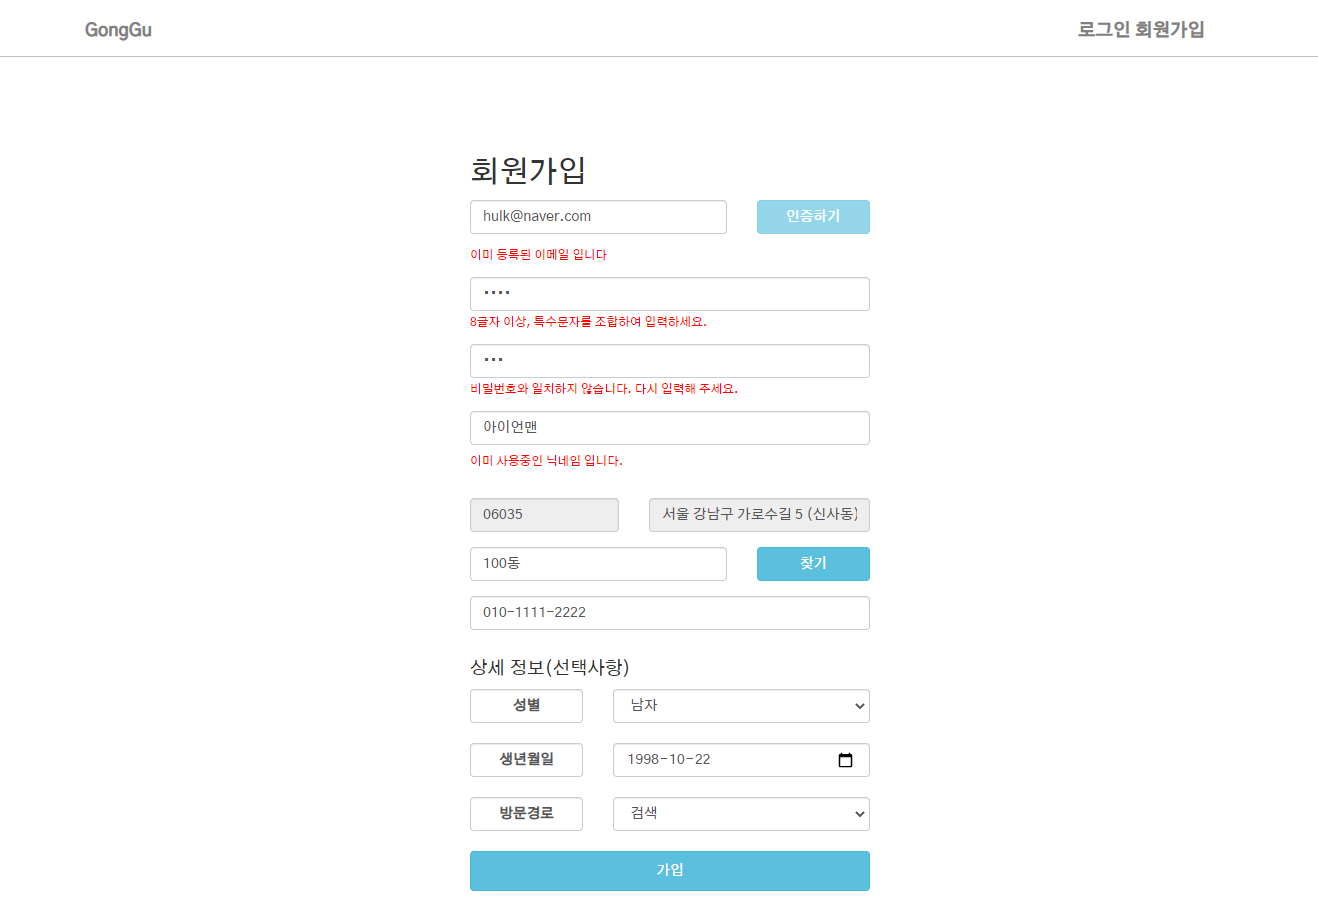 GongGu
로그인 회원가입
회원가입
hulk@naver.com
인증하기
이미 등록된 이메일 입니다
••••
8글자 이상, 특수문자를 조합하여 입력하세요.
•••
비밀번호와 일치하지 않습니다. 다시 입력해 주세요.
아이언맨
이미 사용중인 닉네임 입니다.
06035
서울 강남구 가로수길 5 (신사동)
100동
찾기
010-1111-2222
상세 정보(선택사항)
성별
남자
생년월일
1998-10-22
방문경로
검색
가입